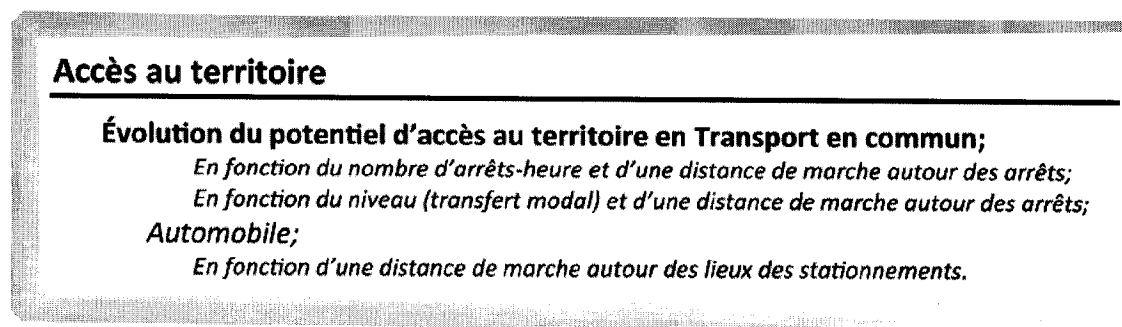 Accès au territoire
Évolution du potentiel d'accès au territoire en Transport en commun;
En fonction du nombre d'arrêts-heure et d'une distance de marche autour des arrêts;
En fonction du niveau (transfert modal) et d'une distance de marche autour des arrêts;
Automobile;
En fonction d'une distance de marche autour des lieux des stationnements.